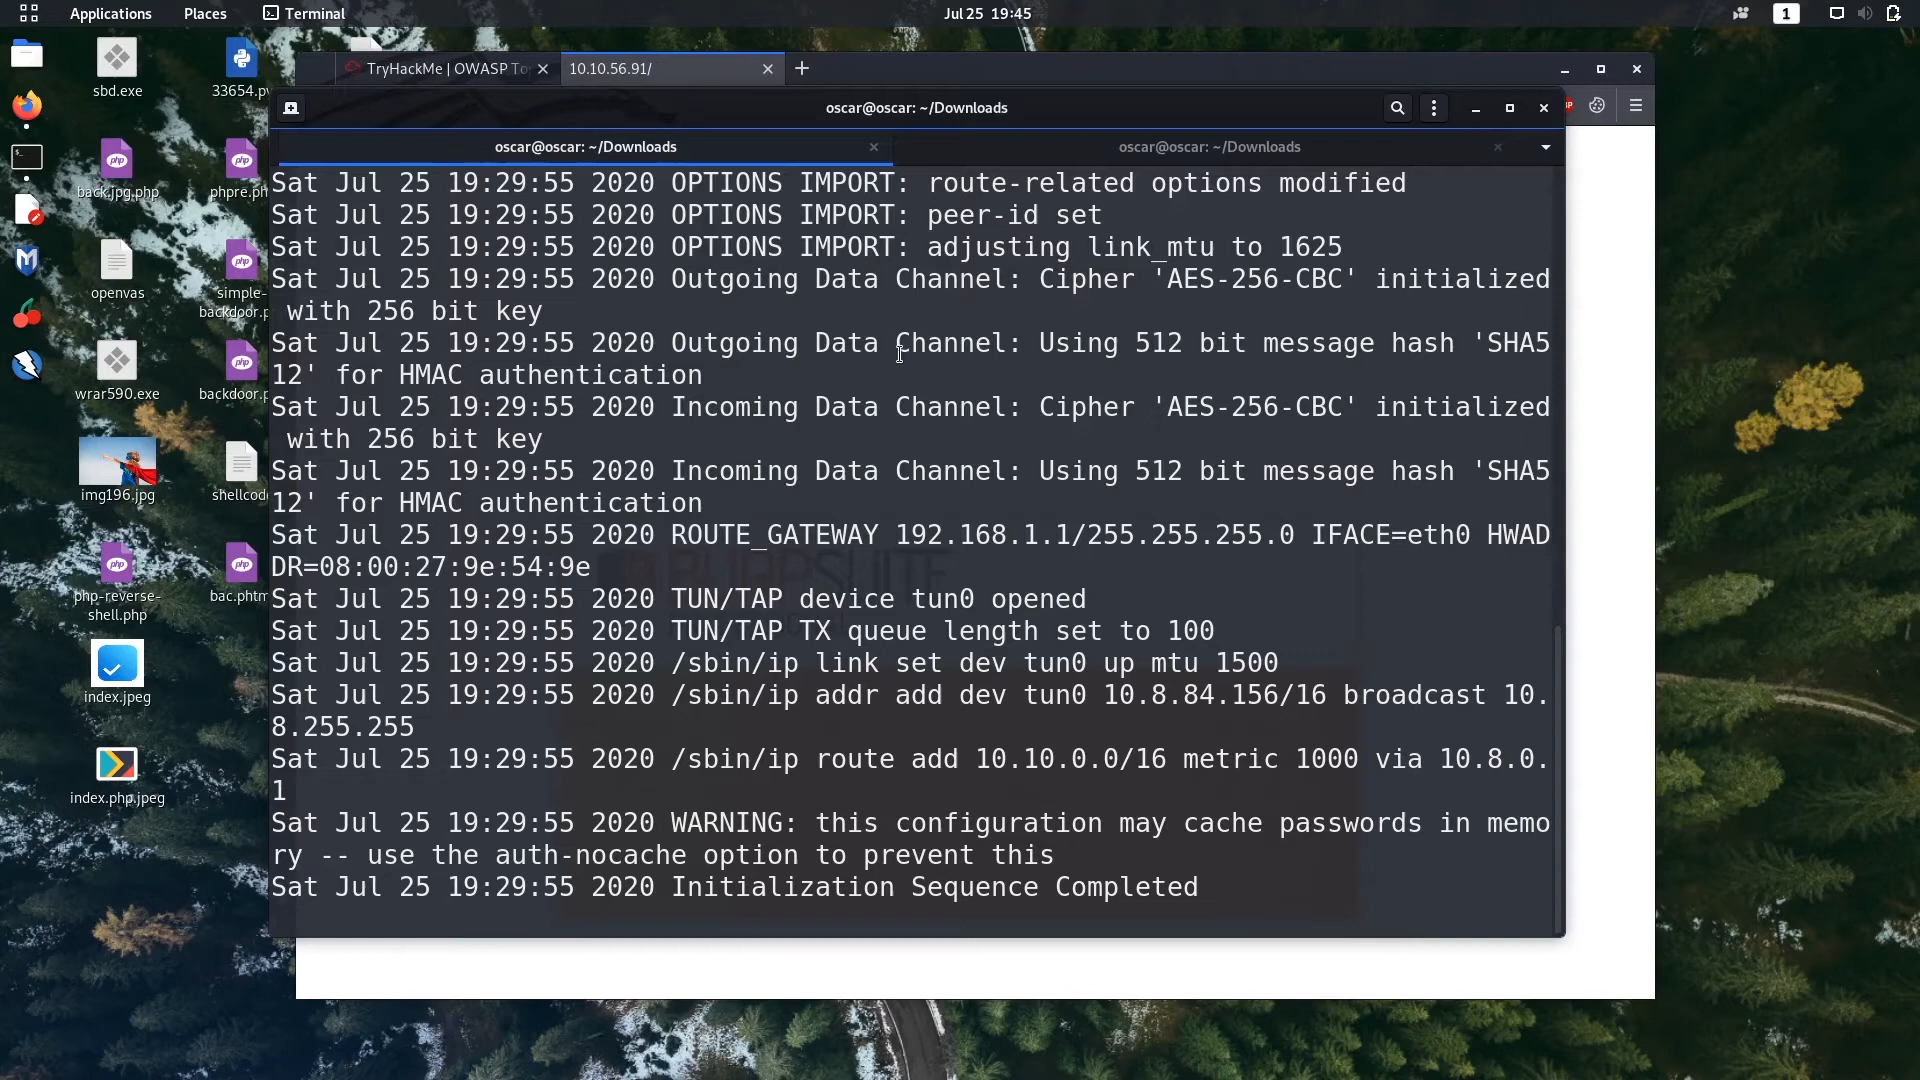 Applications Places Terminal Jul 25 19:45 1
TryHackMe | OWASP To
10.10.56.91/
oscar@oscar: ~/Downloads
oscar@oscar: ~/Downloads
oscar@oscar: ~/Downloads
sbd.exe
33654.py
back.jpg.php
phpre.ph
openvas
simple-
backdoor.p
wrar590.exe
backdoor.p
img196.jpg
shellcod
php-reverse-
shell.php
bac.phtm
index.jpeg
index.php.jpeg
Sat Jul 25 19:29:55 2020 OPTIONS IMPORT: route-related options modified
Sat Jul 25 19:29:55 2020 OPTIONS IMPORT: peer-id set
Sat Jul 25 19:29:55 2020 OPTIONS IMPORT: adjusting link_mtu to 1625
Sat Jul 25 19:29:55 2020 Outgoing Data Channel: Cipher 'AES-256-CBC' initialized
with 256 bit key
Sat Jul 25 19:29:55 2020 Outgoing Data Channel: Using 512 bit message hash 'SHA5
12' for HMAC authentication
Sat Jul 25 19:29:55 2020 Incoming Data Channel: Cipher 'AES-256-CBC' initialized
with 256 bit key
Sat Jul 25 19:29:55 2020 Incoming Data Channel: Using 512 bit message hash 'SHA5
12' for HMAC authentication
Sat Jul 25 19:29:55 2020 ROUTE_GATEWAY 192.168.1.1/255.255.255.0 IFACE=eth0 HWAD
DR=08:00:27:9e:54:9e
Sat Jul 25 19:29:55 2020 TUN/TAP device tun0 opened
Sat Jul 25 19:29:55 2020 TUN/TAP TX queue length set to 100
Sat Jul 25 19:29:55 2020 /sbin/ip link set dev tun0 up mtu 1500
Sat Jul 25 19:29:55 2020 /sbin/ip addr add dev tun0 10.8.84.156/16 broadcast 10.
8.255.255
Sat Jul 25 19:29:55 2020 /sbin/ip route add 10.10.0.0/16 metric 1000 via 10.8.0.
1
Sat Jul 25 19:29:55 2020 WARNING: this configuration may cache passwords in memo
ry -- use the auth-nocache option to prevent this
Sat Jul 25 19:29:55 2020 Initialization Sequence Completed